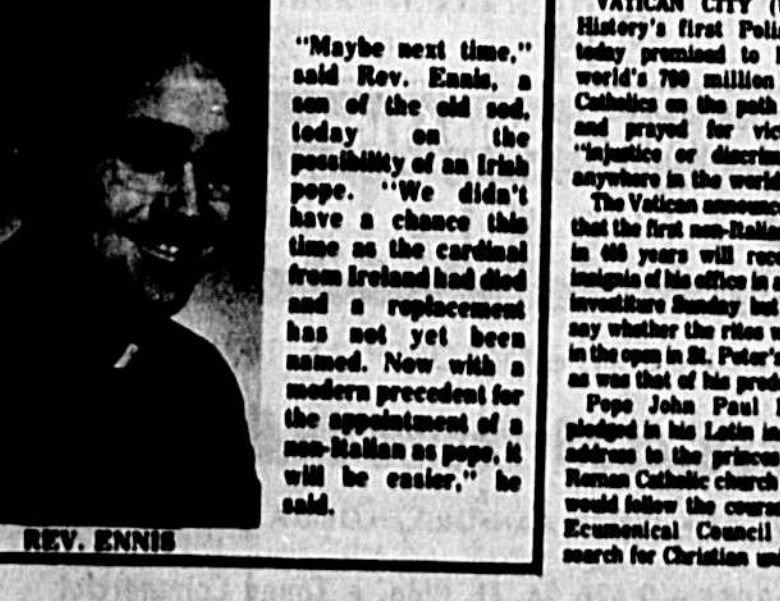 "Maybe next time,"
said Rev. Ennis, a
son of the old sod,
today on the
possibility of an Irish
pope. "We didn't
have a chance this
time as the cardinal
from Ireland had died
and a replacement
has not yet been
named. Now with a
modern precedent for
the appointment of a
non-Italian as pope, it
will be easier," he
said.
REV. ENNIS
VATICAN CITY
History's first
today promised to
world's 700 million
Catholics on the path
and prayed for
"injustice or
anywhere in the
The Vatican
that the first
in years will
insignia of his office in
investiture Sunday
say whether the rites
in the open in St. Peter's
as was that of his
Pope John Paul
pledged in his Latin
address to the
Roman Catholic church
would follow the
Ecumenical Council
search for Christian